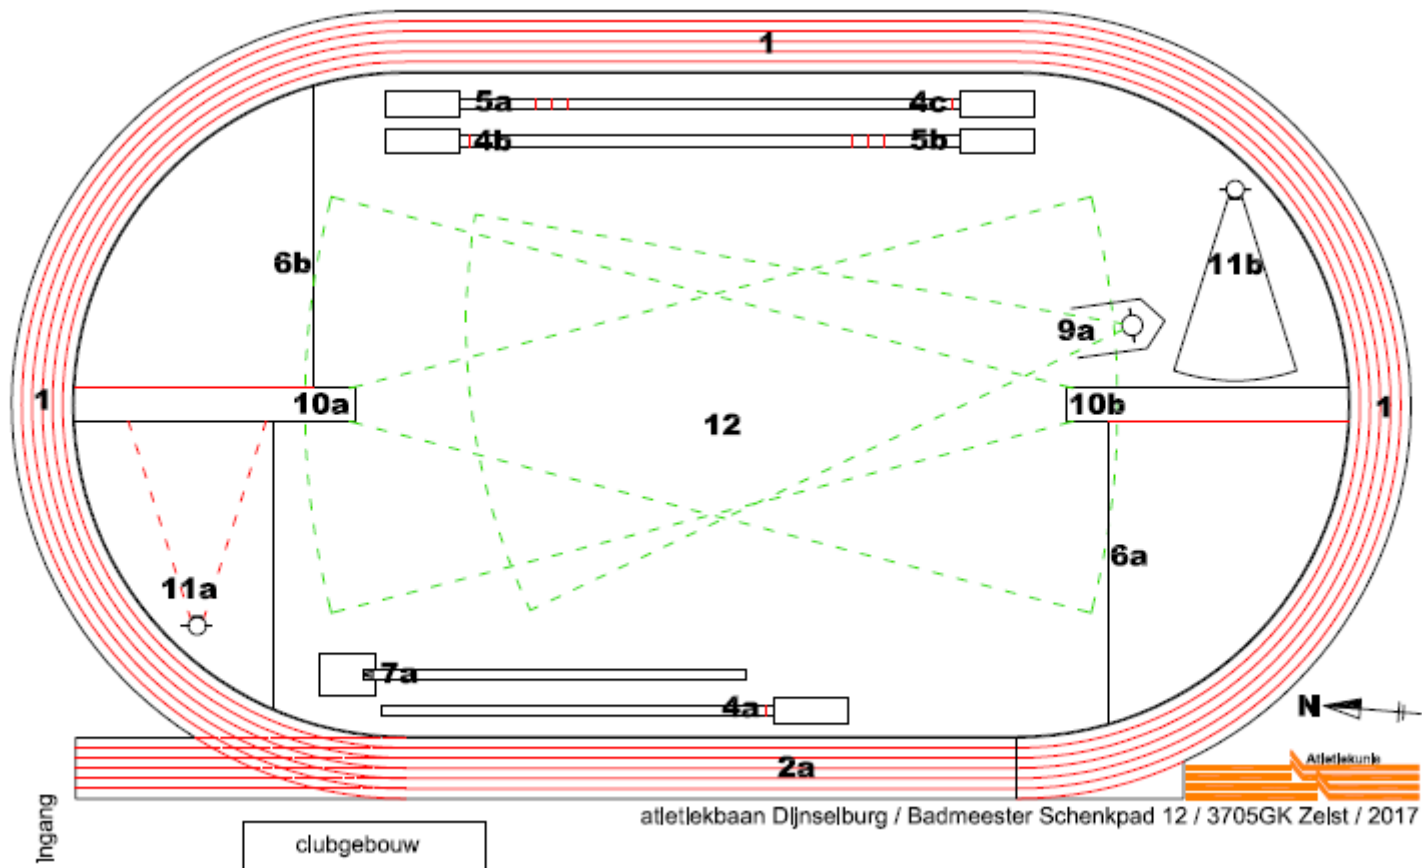 1
5a 4c
4b 5b
6b
11b
9a
1
10a
10b
1
12
6a
11a
7a
4a
N
2a
Atletiekunie
Ingang
atletiekbaan Dijnselburg / Badmeester Schenkpad 12 / 3705GK Zeist / 2017
clubgebouw